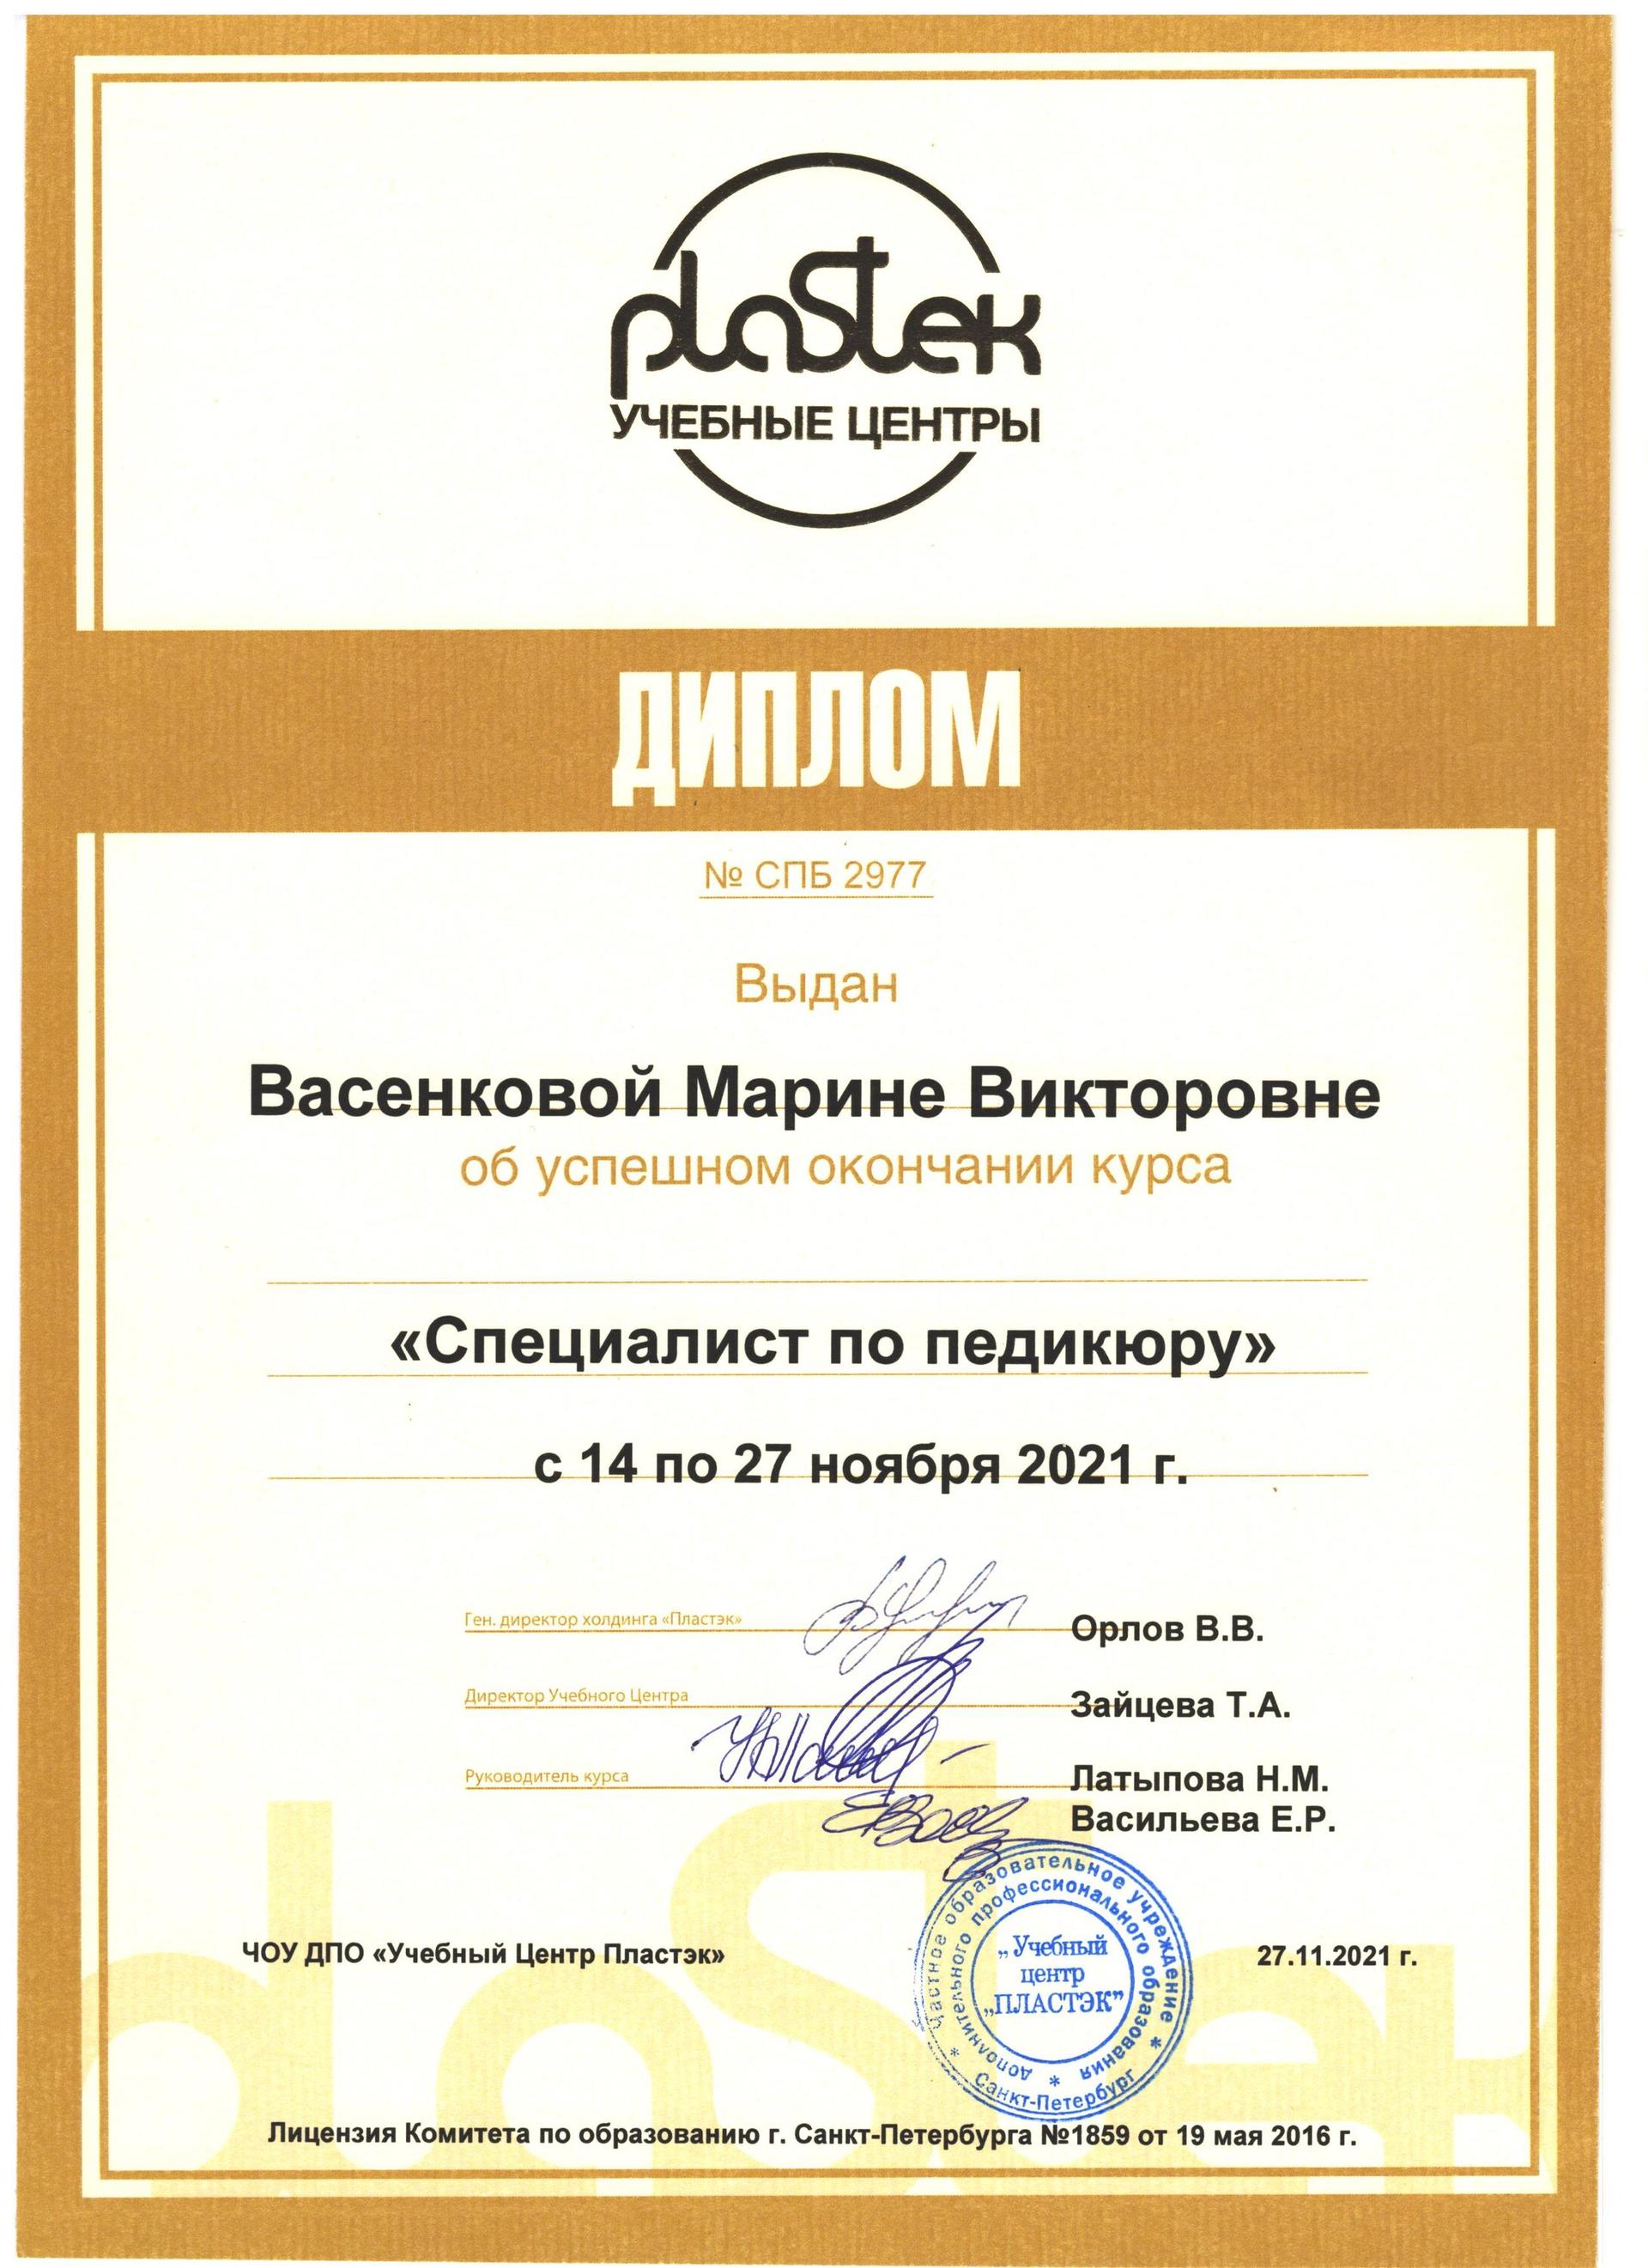 plastek
УЧЕБНЫЕ ЦЕНТРЫ
ДИПЛОМ
№ СПБ 2977
Выдан
Васенковой Марине Викторовне
об успешном окончании курса
«Специалист по педикюру»
с 14 по 27 ноября 2021 г.
Ген. директор холдинга «Пластэк» Орлов В.В.
Директор Учебного Центра Зайцева Т.А.
Руководитель курса Латыпова Н.М.
Васильева Е.Р.
ЧОУ ДПО «Учебный Центр Пластэк»
Частное образовательное учреждение
дополнительного профессионального образования
Санкт-Петербург
„Учебный
центр
„ПЛАСТЭК”
27.11.2021 г.
Лицензия Комитета по образованию г. Санкт-Петербурга №1859 от 19 мая 2016 г.
plastek